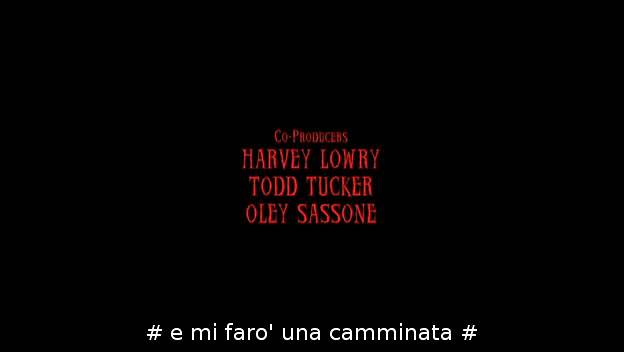 Co-Producers
HARVEY LOWRY
TODD TUCKER
OLEY SASSONE
# e mi faro' una camminata #